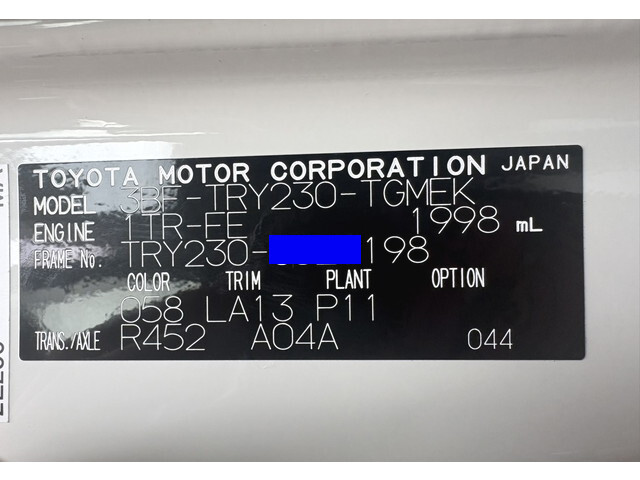 TOYOTA MOTOR CORPORATION JAPAN
MODEL 3BF-TRY230-TGMEK
ENGINE 1TR-FE 1998 mL
FRAME No. TRY230- 198
COLOR TRIM PLANT OPTION
058 LA13 P11
TRANS./AXLE R452 A04A 044